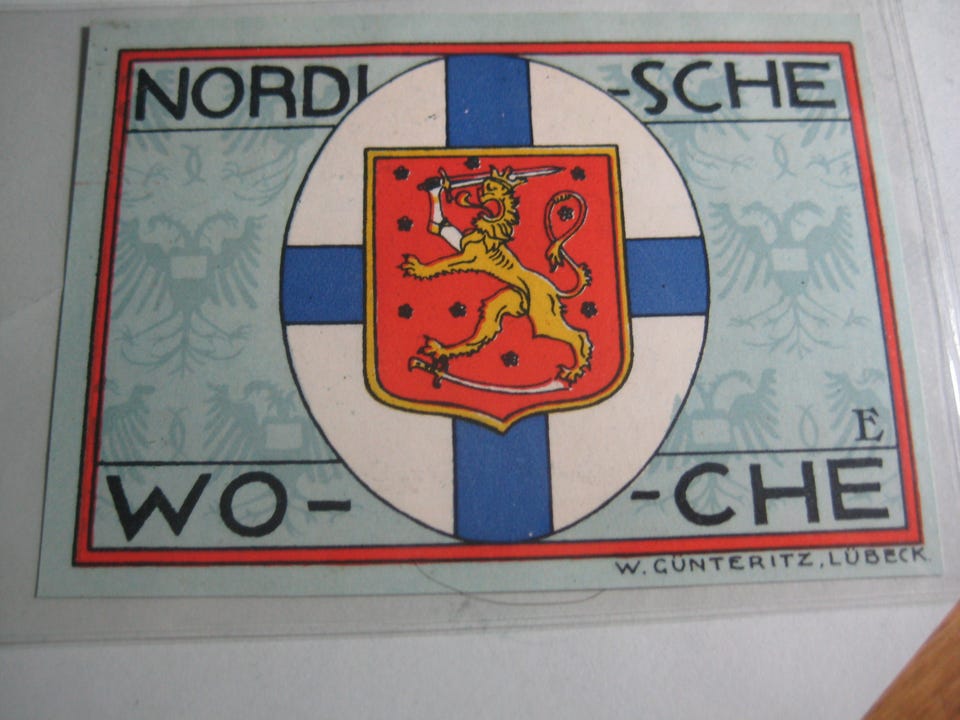 NORDI -SCHE
E
WO- -CHE
W. GÜNTERITZ, LÜBECK.